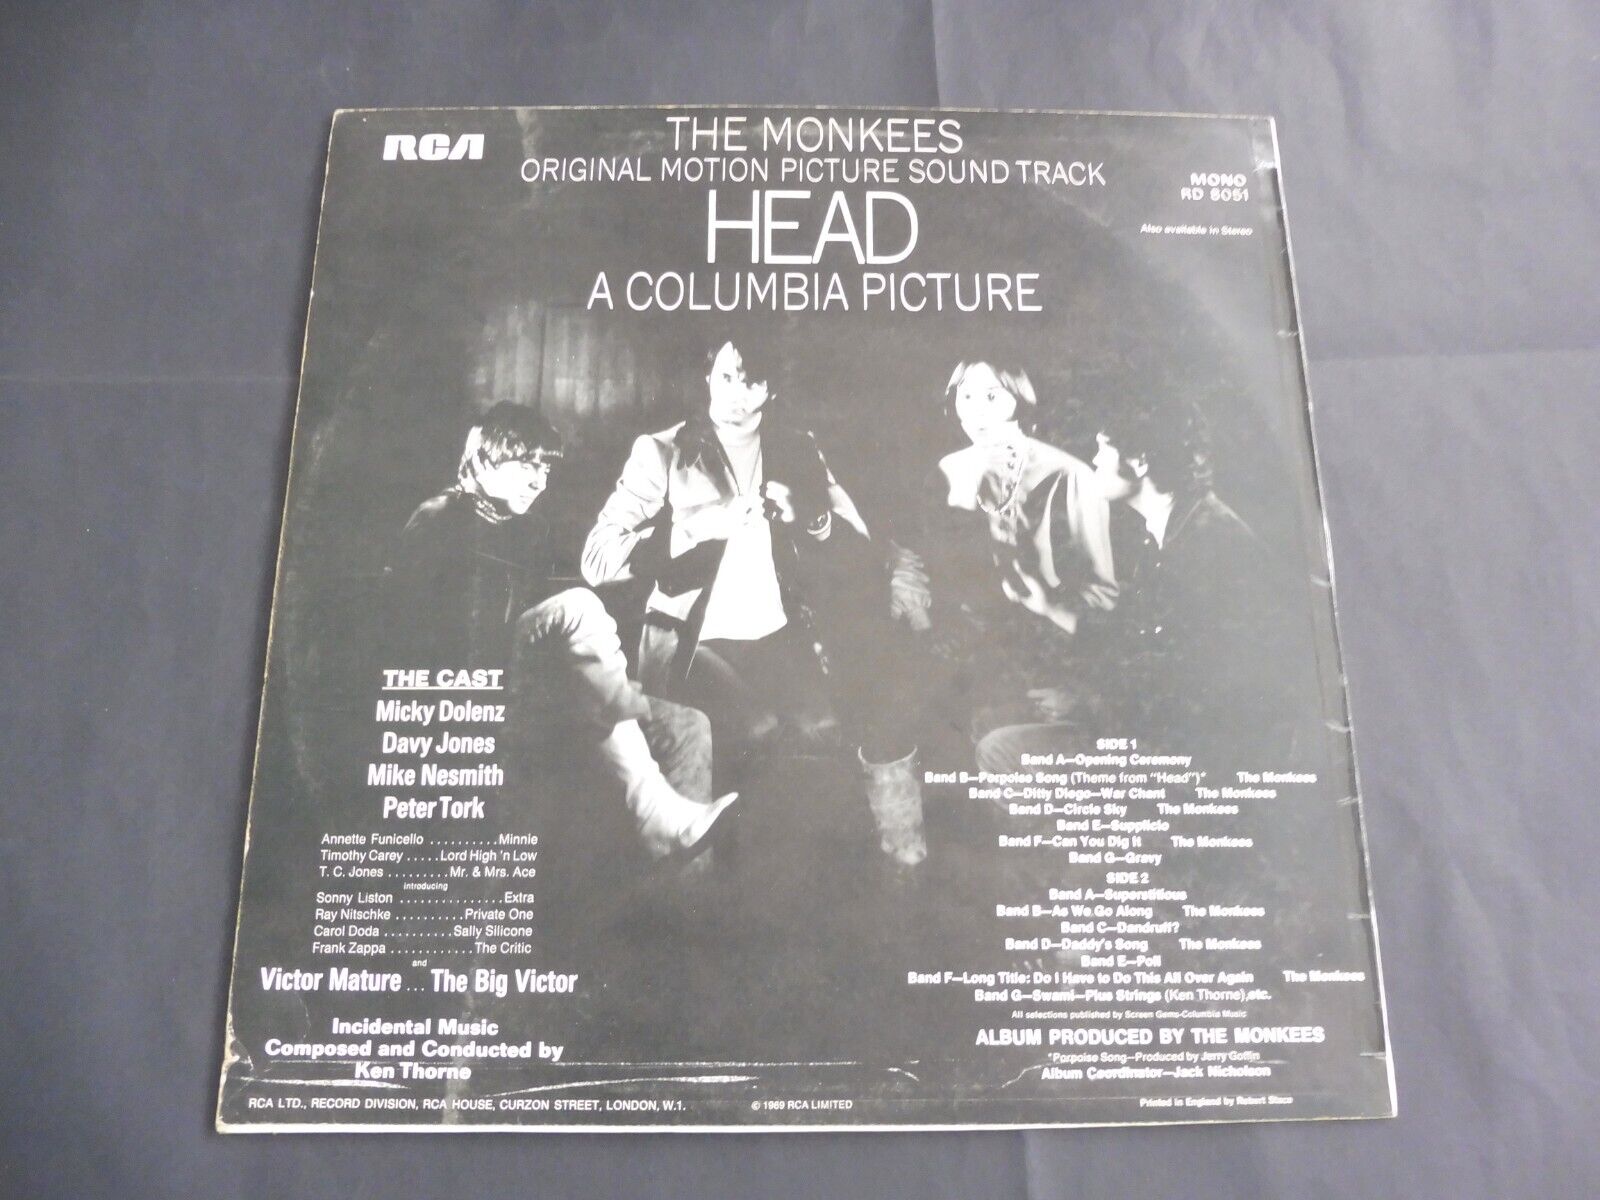 RCA
THE MONKEES
ORIGINAL MOTION PICTURE SOUND TRACK
HEAD
A COLUMBIA PICTURE
MONO
RD 8051
Also available in Stereo
THE CAST
Micky Dolenz
Davy Jones
Mike Nesmith
Peter Tork
Annette Funicello ..........Minnie
Timothy Carey .....Lord High 'n Low
T. C. Jones .........Mr. & Mrs. Ace
introducing
Sonny Liston ...............Extra
Ray Nitschke ..........Private One
Carol Doda ..........Sally Silicone
Frank Zappa ............The Critic
and
Victor Mature ... The Big Victor
Incidental Music
Composed and Conducted by
Ken Thorne
SIDE 1
Band A—Opening Ceremony
Band B—Porpoise Song (Theme from "Head")* The Monkees
Band C—Ditty Diego—War Chant The Monkees
Band D—Circle Sky The Monkees
Band E—Supplicio
Band F—Can You Dig It The Monkees
Band G—Gravy
SIDE 2
Band A—Superstitious
Band B—As We Go Along The Monkees
Band C—Dandruff?
Band D—Daddy's Song The Monkees
Band E—Poll
Band F—Long Title: Do I Have to Do This All Over Again The Monkees
Band G—Swami—Plus Strings (Ken Thorne),etc.
All selections published by Screen Gems-Columbia Music
ALBUM PRODUCED BY THE MONKEES
*Porpoise Song—Produced by Jerry Goffin
Album Coordinator—Jack Nicholson
RCA LTD., RECORD DIVISION, RCA HOUSE, CURZON STREET, LONDON, W.1. © 1969 RCA LIMITED Printed in England by Robert Stace